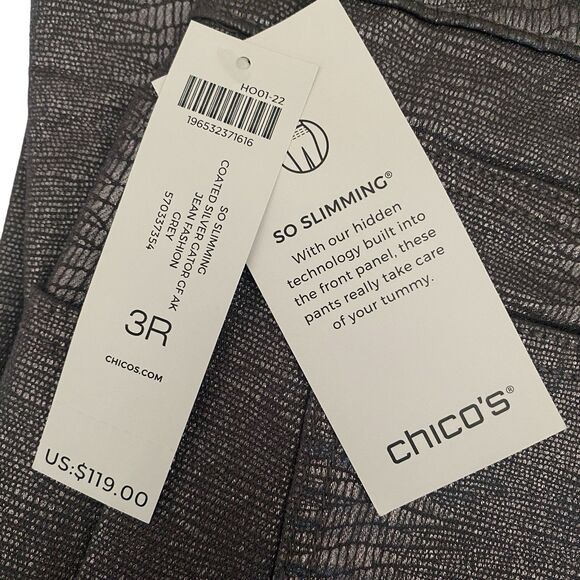 HO01-22
196532371616
SO SLIMMING
COATED SILVER GATOR CF AK
JEAN FASHION
GREY
570337354
3R
CHICOS.COM
US:$119.00
SO SLIMMING®
With our hidden
technology built into
the front panel, these
pants really take care
of your tummy.
chico's®